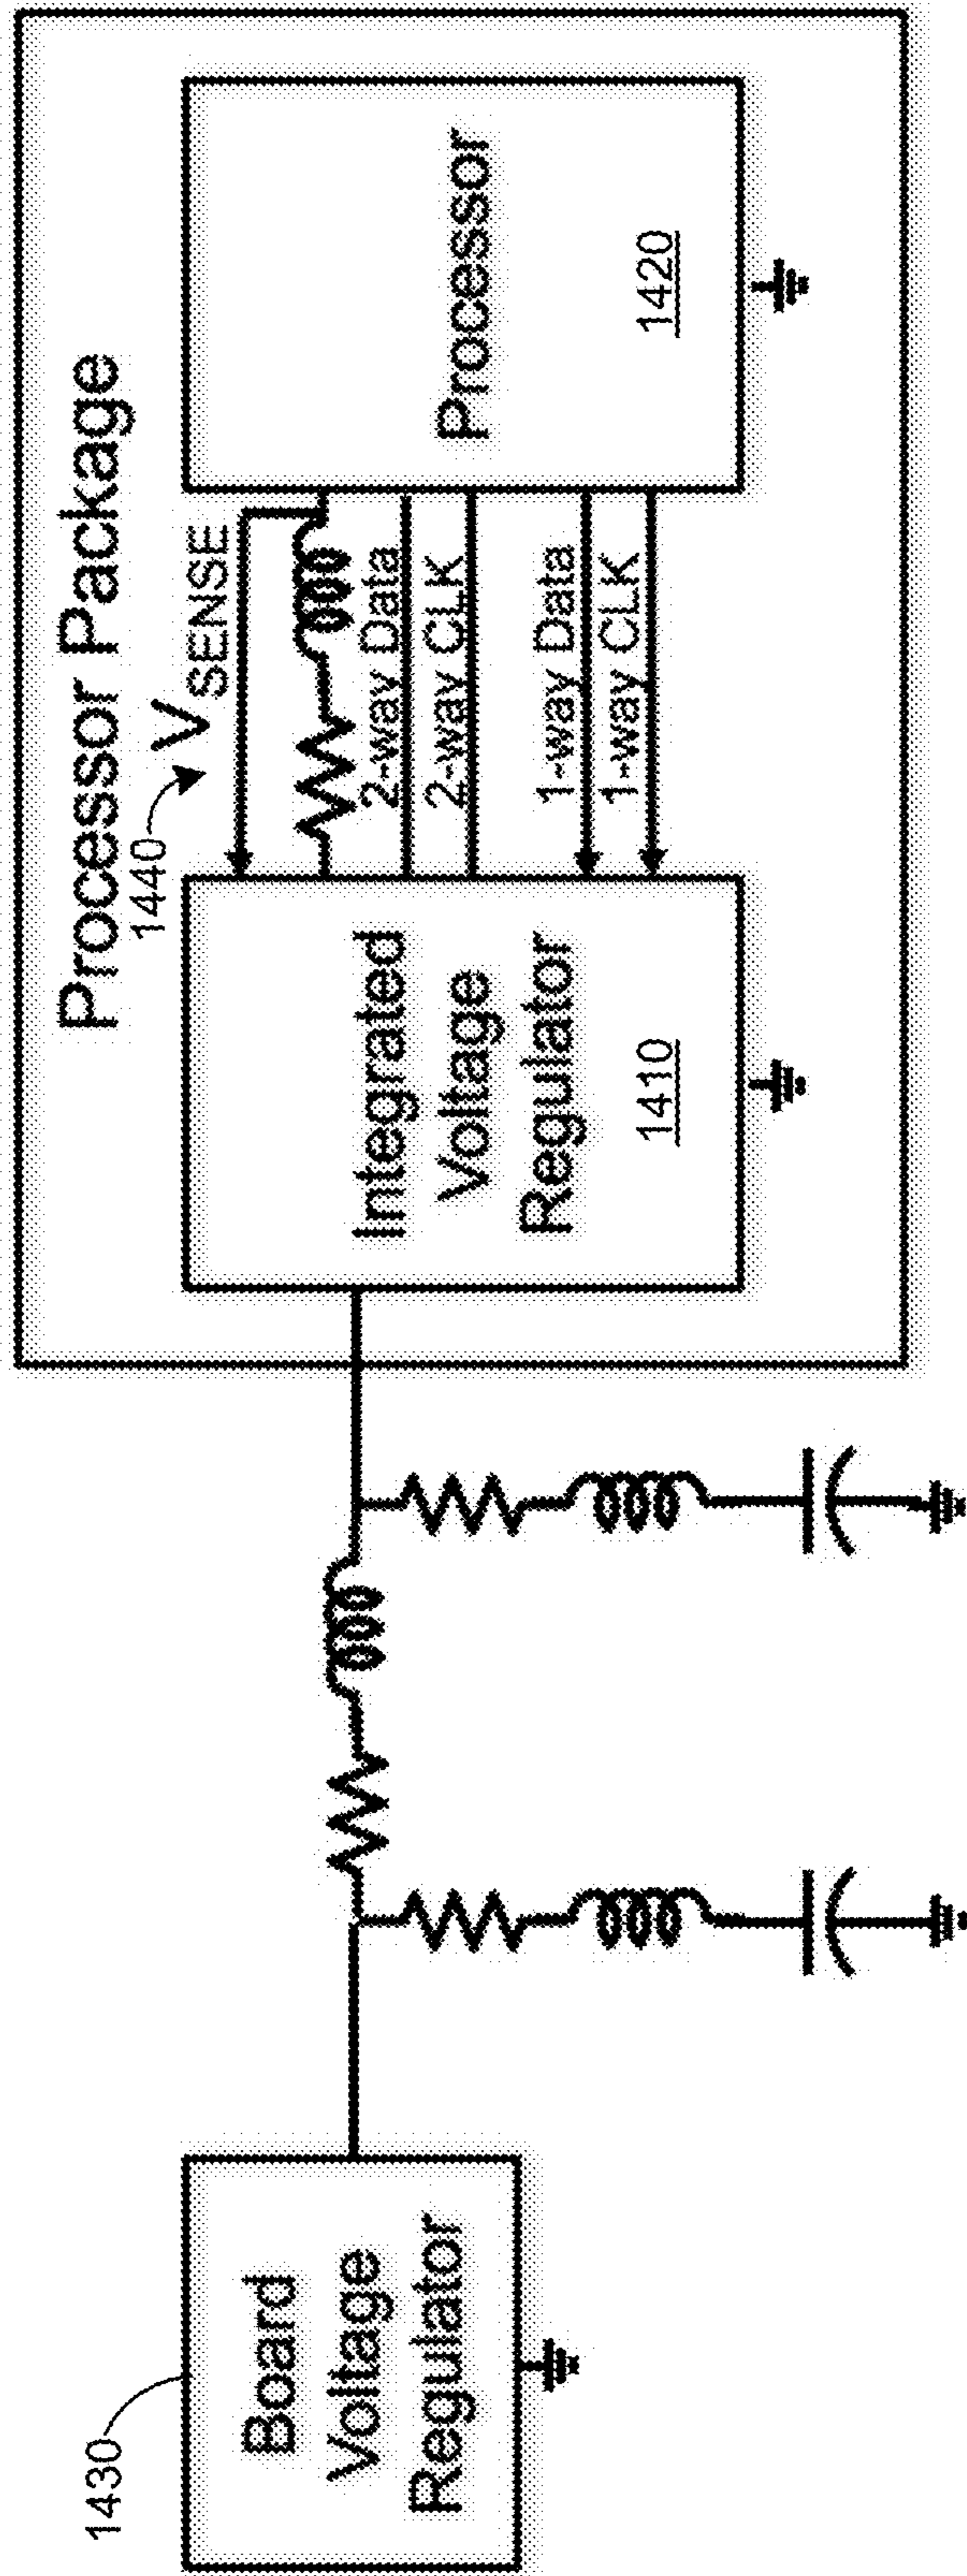 Processor Package
1430
Board
Voltage
Regulator
1440
VSENSE
Integrated
Voltage
Regulator
1410
2-way Data
2-way CLK
1-way Data
1-way CLK
Processor
1420